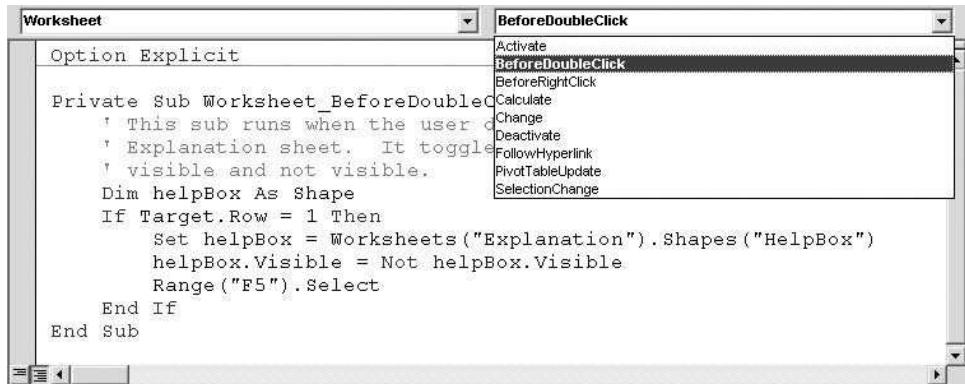 Worksheet
BeforeDoubleClick
Option Explicit
Private Sub Worksheet_BeforeDoubleC
' This sub runs when the user d
' Explanation sheet.  It toggle
' visible and not visible.
Dim helpBox As Shape
If Target.Row = 1 Then
Set helpBox = Worksheets("Explanation").Shapes("HelpBox")
helpBox.Visible = Not helpBox.Visible
Range("F5").Select
End If
End Sub
Activate
BeforeDoubleClick
BeforeRightClick
Calculate
Change
Deactivate
FollowHyperlink
PivotTableUpdate
SelectionChange